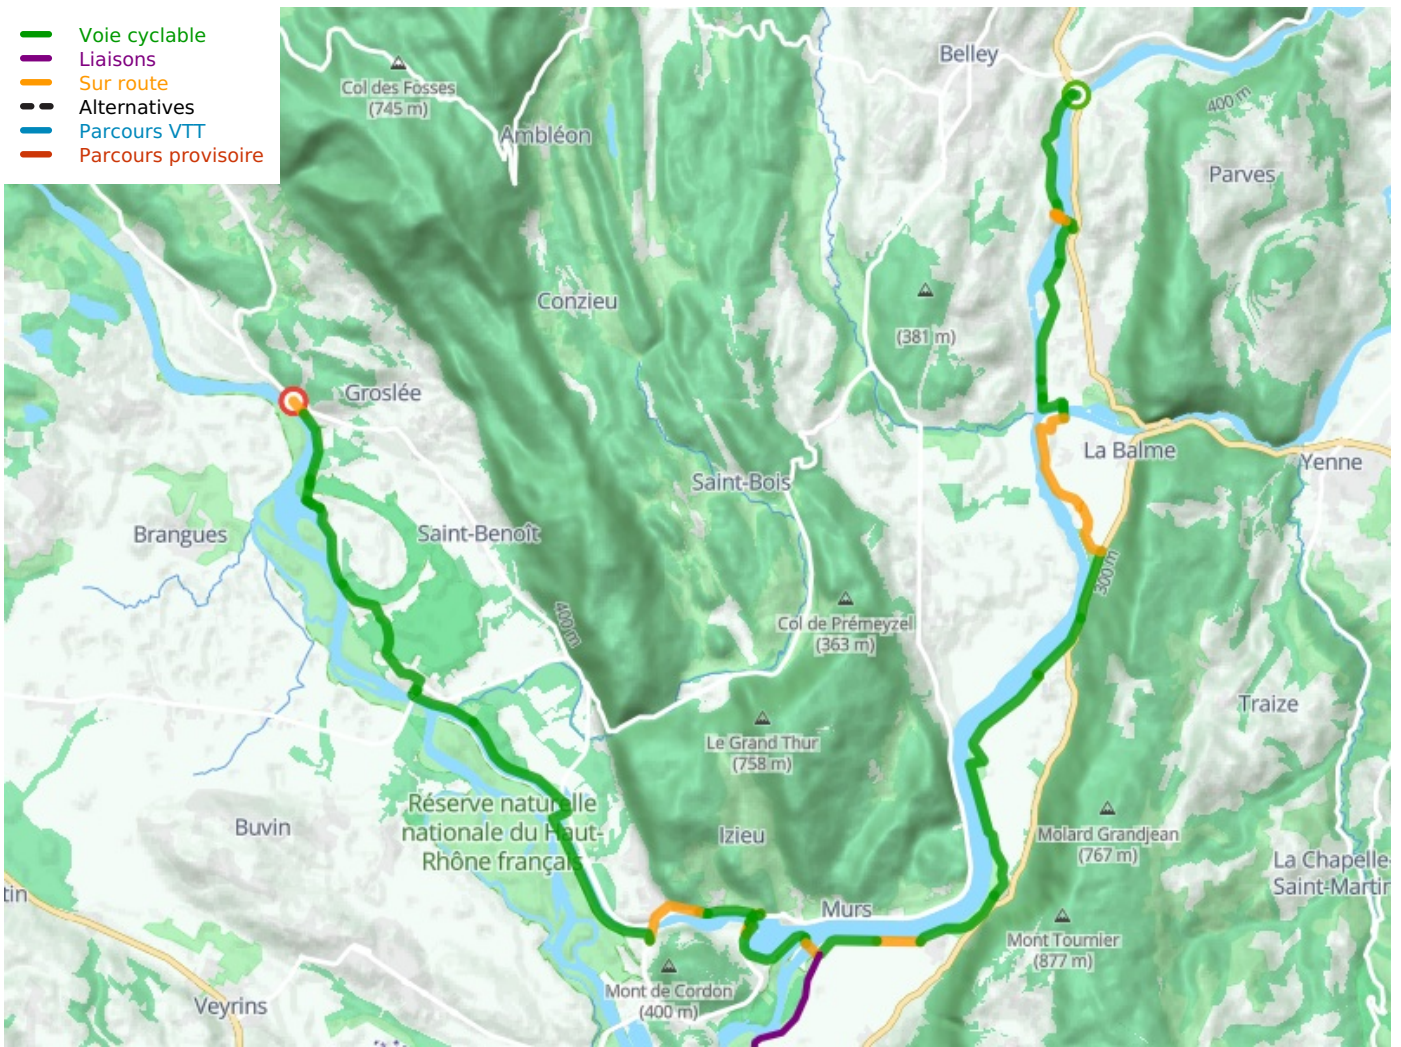 Voie cyclable
Liaisons
Sur route
Alternatives
Parcours VTT
Parcours provisoire
Belley
Col des Fosses
(745 m)
400 m
Ambléon
Parves
Conzieu
(381 m)
Groslée
La Balme
Yenne
Saint-Bois
Brangues
Saint-Benoît
300 m
400 m
Col de Prémeyzel
(363 m)
Traize
Le Grand Thur
(758 m)
Réserve naturelle
nationale du Haut-
Rhône français
Buvin
Izieu
Molard Grandjean
(767 m)
La Chapelle-
Saint-Martin
tin
Murs
Mont Tournier
(877 m)
Mont de Cordon
(400 m)
Veyrins